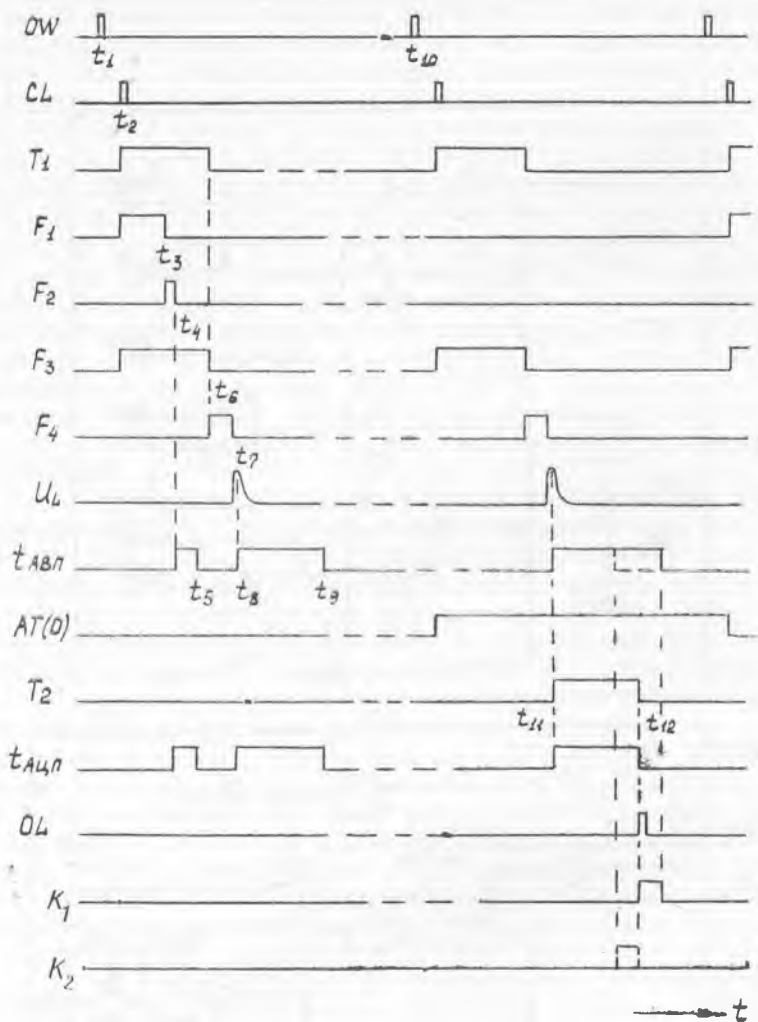 OW
t1 t10
CL
t2
T1
F1
t3
F2
t4
F3
t6
F4
t7
UL
tАВП
t5 t8 t9
AT(0)
T2
t11 t12
tАЦП
OL
K1
K2
t